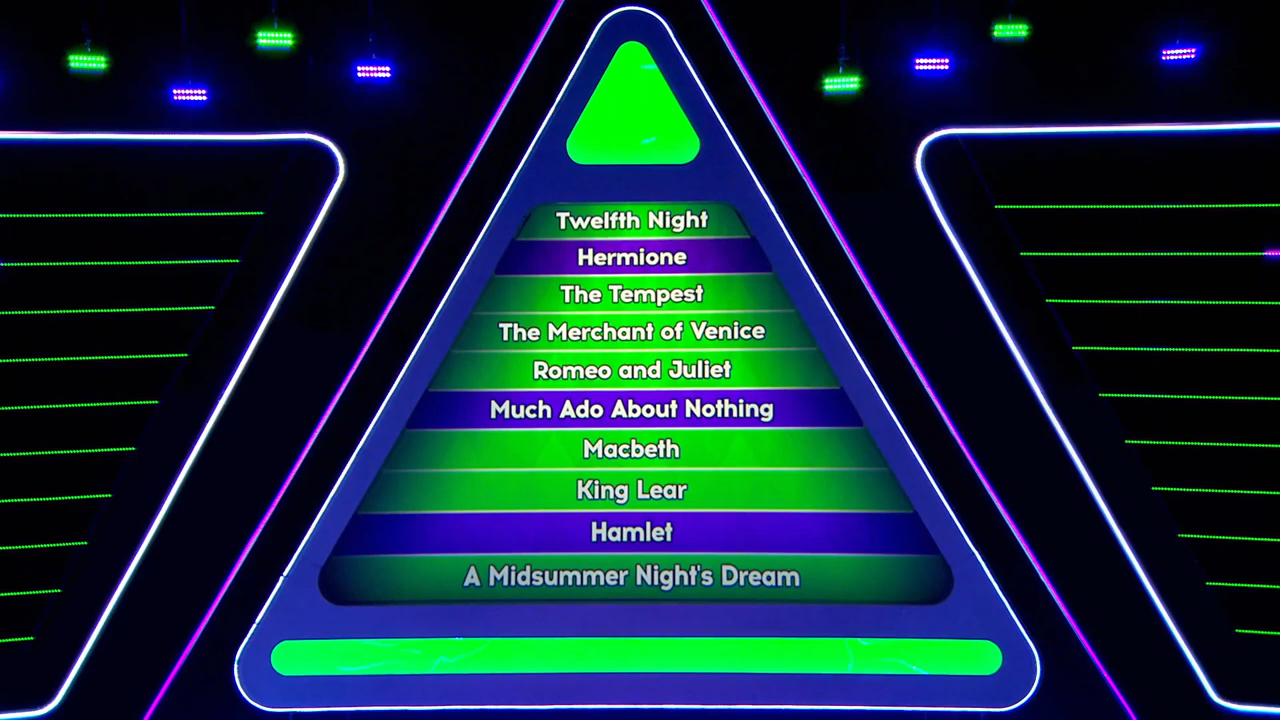 Twelfth Night
Hermione
The Tempest
The Merchant of Venice
Romeo and Juliet
Much Ado About Nothing
Macbeth
King Lear
Hamlet
A Midsummer Night's Dream